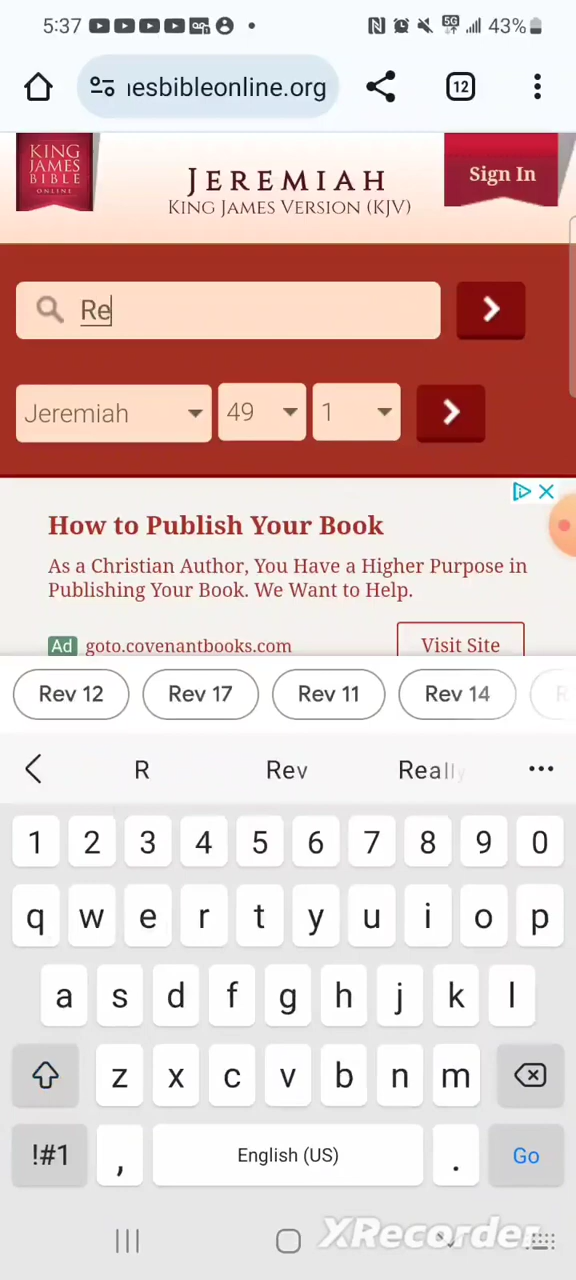 5:37
5G
43%
iesbibleonline.org
12
KING
JAMES
BIBLE
ONLINE
JEREMIAH
KING JAMES VERSION (KJV)
Sign In
Re
Jeremiah 49 1
How to Publish Your Book
As a Christian Author, You Have a Higher Purpose in
Publishing Your Book. We Want to Help.
Ad goto.covenantbooks.com Visit Site
Rev 12 Rev 17 Rev 11 Rev 14 R
R Rev Really
1 2 3 4 5 6 7 8 9 0
q w e r t y u i o p
a s d f g h j k l
z x c v b n m
!#1 , English (US) . Go
XRecorder